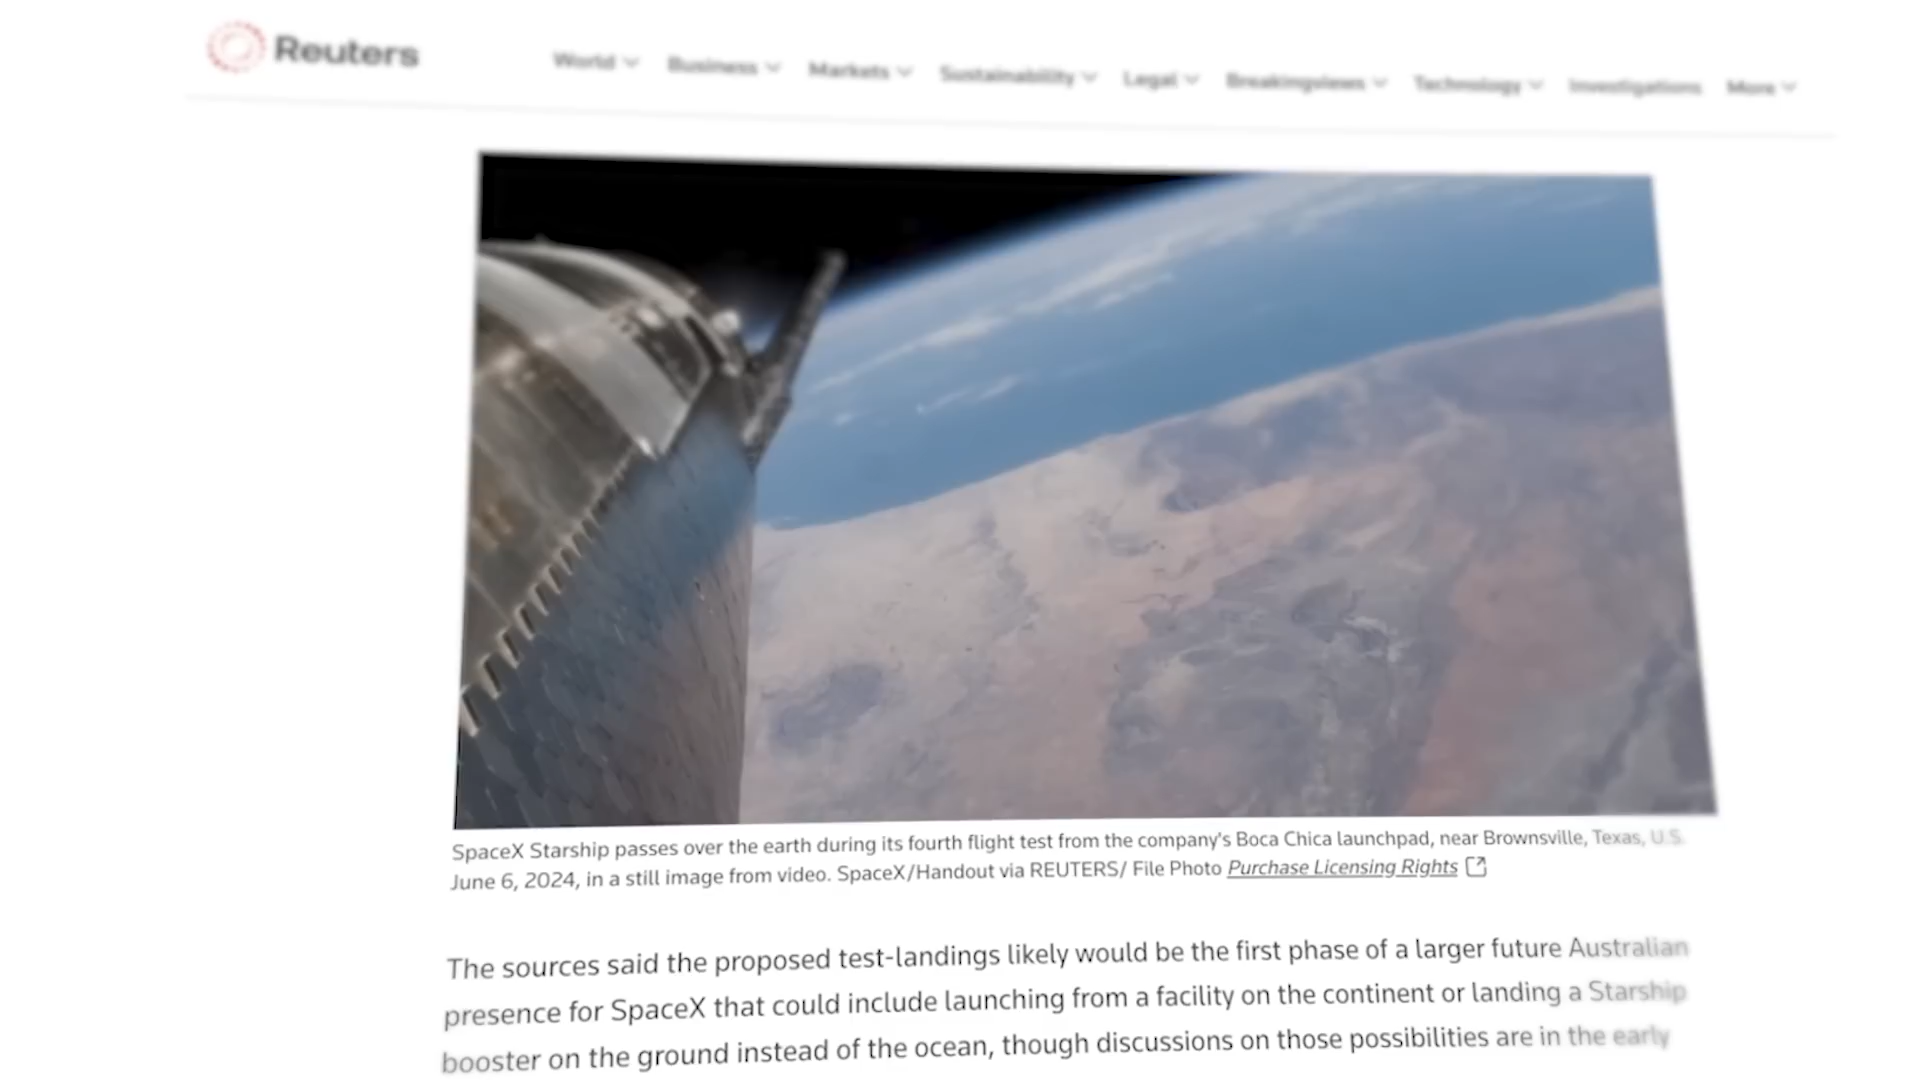 Reuters
World Business Markets Sustainability Legal Breakingviews Technology Investigations More
SpaceX Starship passes over the earth during its fourth flight test from the company's Boca Chica launchpad, near Brownsville, Texas, U.S.
June 6, 2024, in a still image from video. SpaceX/Handout via REUTERS/ File Photo Purchase Licensing Rights
The sources said the proposed test-landings likely would be the first phase of a larger future Australian
presence for SpaceX that could include launching from a facility on the continent or landing a Starship
booster on the ground instead of the ocean, though discussions on those possibilities are in the early